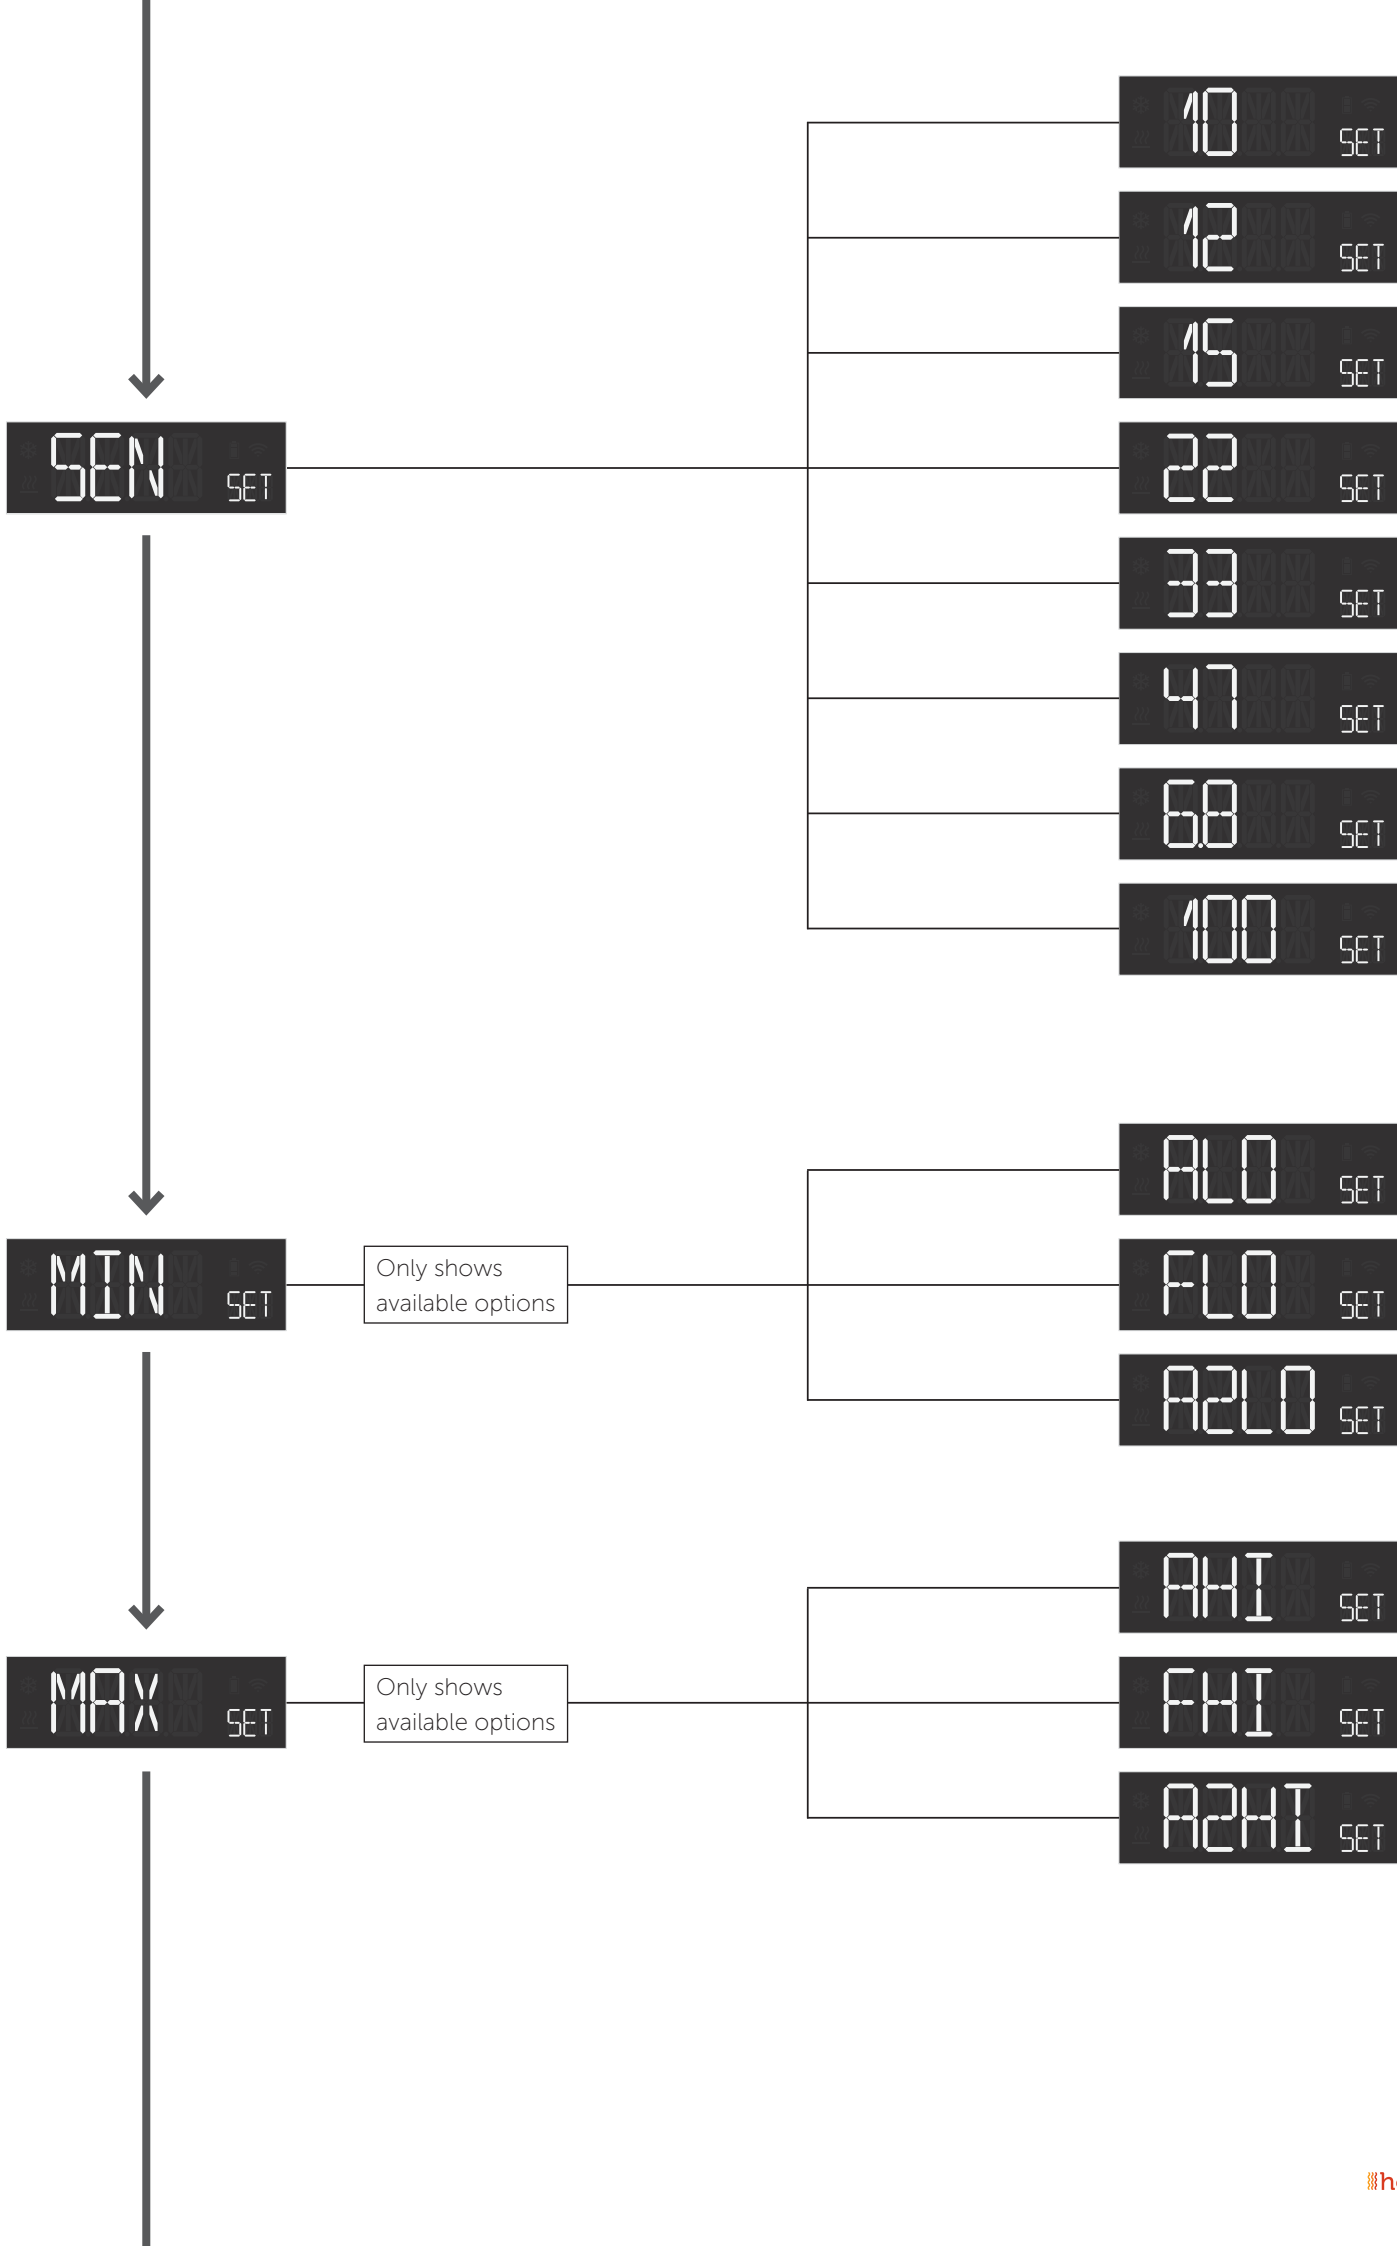 10
SET
12
SET
15
SET
SEN
SET
22
SET
33
SET
47
SET
6.8
SET
100
SET
ALO
SET
MIN
SET
Only shows
available options
FLO
SET
A2LO
SET
AHI
SET
MAX
SET
Only shows
available options
FHI
SET
A2HI
SET